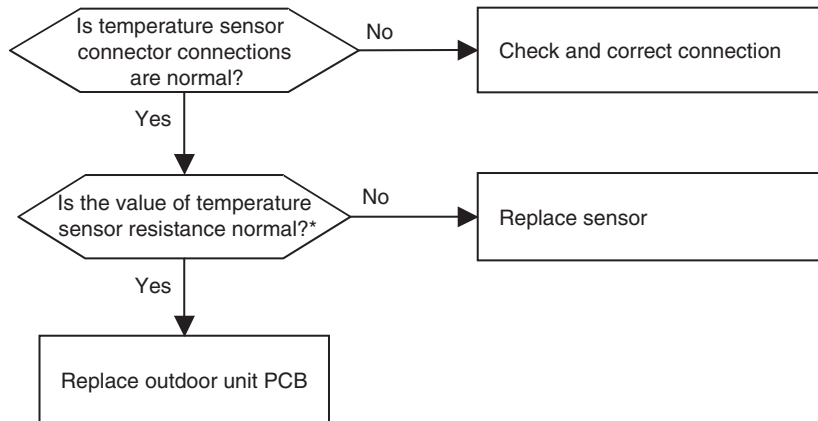 Is temperature sensor
connector connections
are normal?
No
Check and correct connection
Yes
Is the value of temperature
sensor resistance normal?*
No
Replace sensor
Yes
Replace outdoor unit PCB